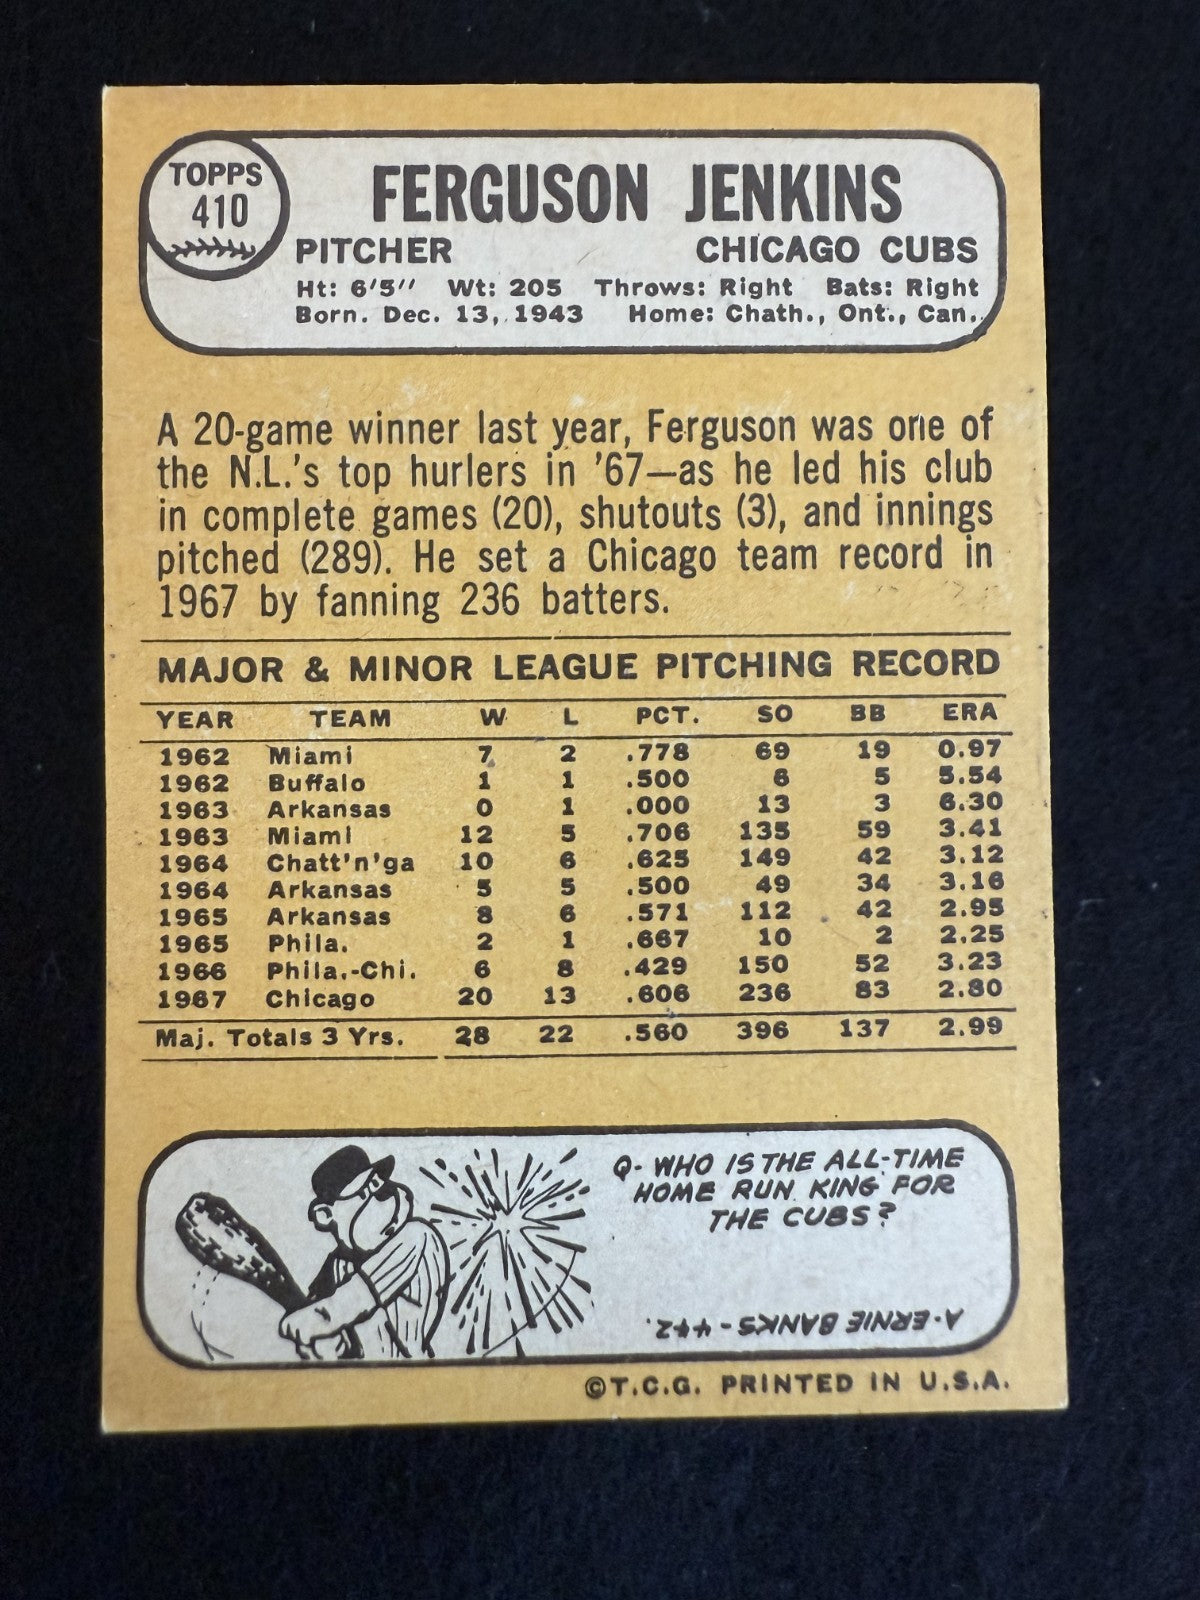 TOPPS
410
FERGUSON JENKINS
PITCHER CHICAGO CUBS
Ht: 6'5" Wt: 205 Throws: Right Bats: Right
Born. Dec. 13, 1943 Home: Chath., Ont., Can.
A 20-game winner last year, Ferguson was one of
the N.L.'s top hurlers in '67—as he led his club
in complete games (20), shutouts (3), and innings
pitched (289). He set a Chicago team record in
1967 by fanning 236 batters.
MAJOR & MINOR LEAGUE PITCHING RECORD
YEAR TEAM W L PCT. SO BB ERA
1962 Miami 7 2 .778 69 19 0.97
1962 Buffalo 1 1 .500 6 5 5.54
1963 Arkansas 0 1 .000 13 3 6.30
1963 Miami 12 5 .706 135 59 3.41
1964 Chatt'n'ga 10 6 .625 149 42 3.12
1964 Arkansas 5 5 .500 49 34 3.16
1965 Arkansas 8 6 .571 112 42 2.95
1965 Phila. 2 1 .667 10 2 2.25
1966 Phila.-Chi. 6 8 .429 150 52 3.23
1967 Chicago 20 13 .606 236 83 2.80
Maj. Totals 3 Yrs. 28 22 .560 396 137 2.99
Q- WHO IS THE ALL-TIME
HOME RUN KING FOR
THE CUBS?
A- ERNIE BANKS - 442.
©T.C.G. PRINTED IN U.S.A.